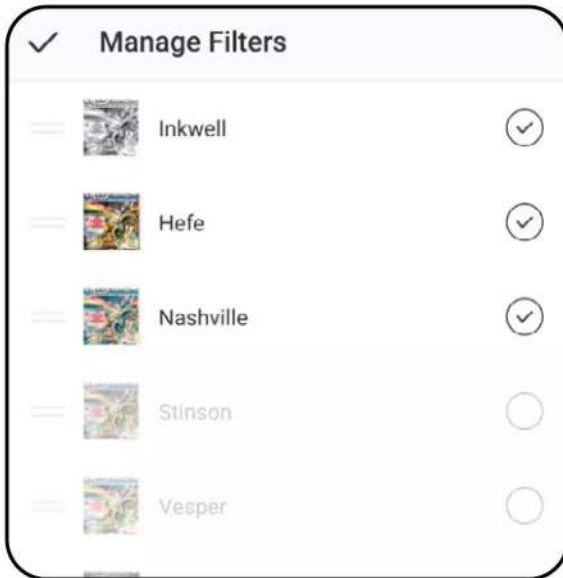 Manage Filters
Inkwell
Hefe
Nashville
Stinson
Vesper